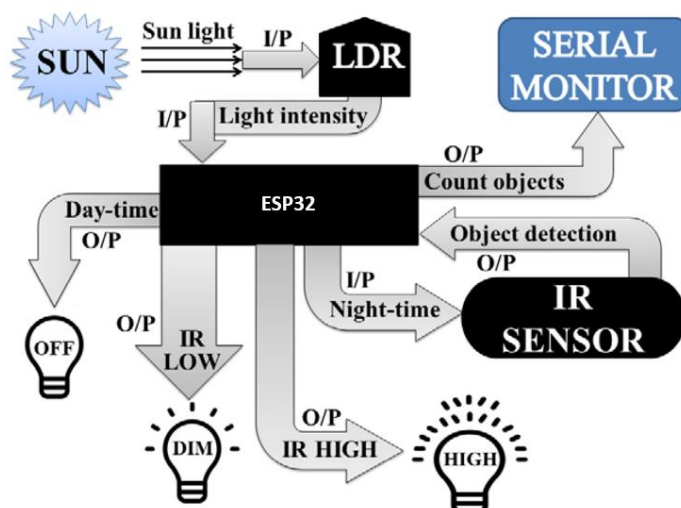 SUN
Sun light
I/P
LDR
SERIAL
MONITOR
I/P
Light intensity
O/P
Count objects
ESP32
Day-time
O/P
Object detection
O/P
I/P
Night-time
IR
SENSOR
O/P
IR
LOW
OFF
O/P
IR HIGH
DIM
HIGH